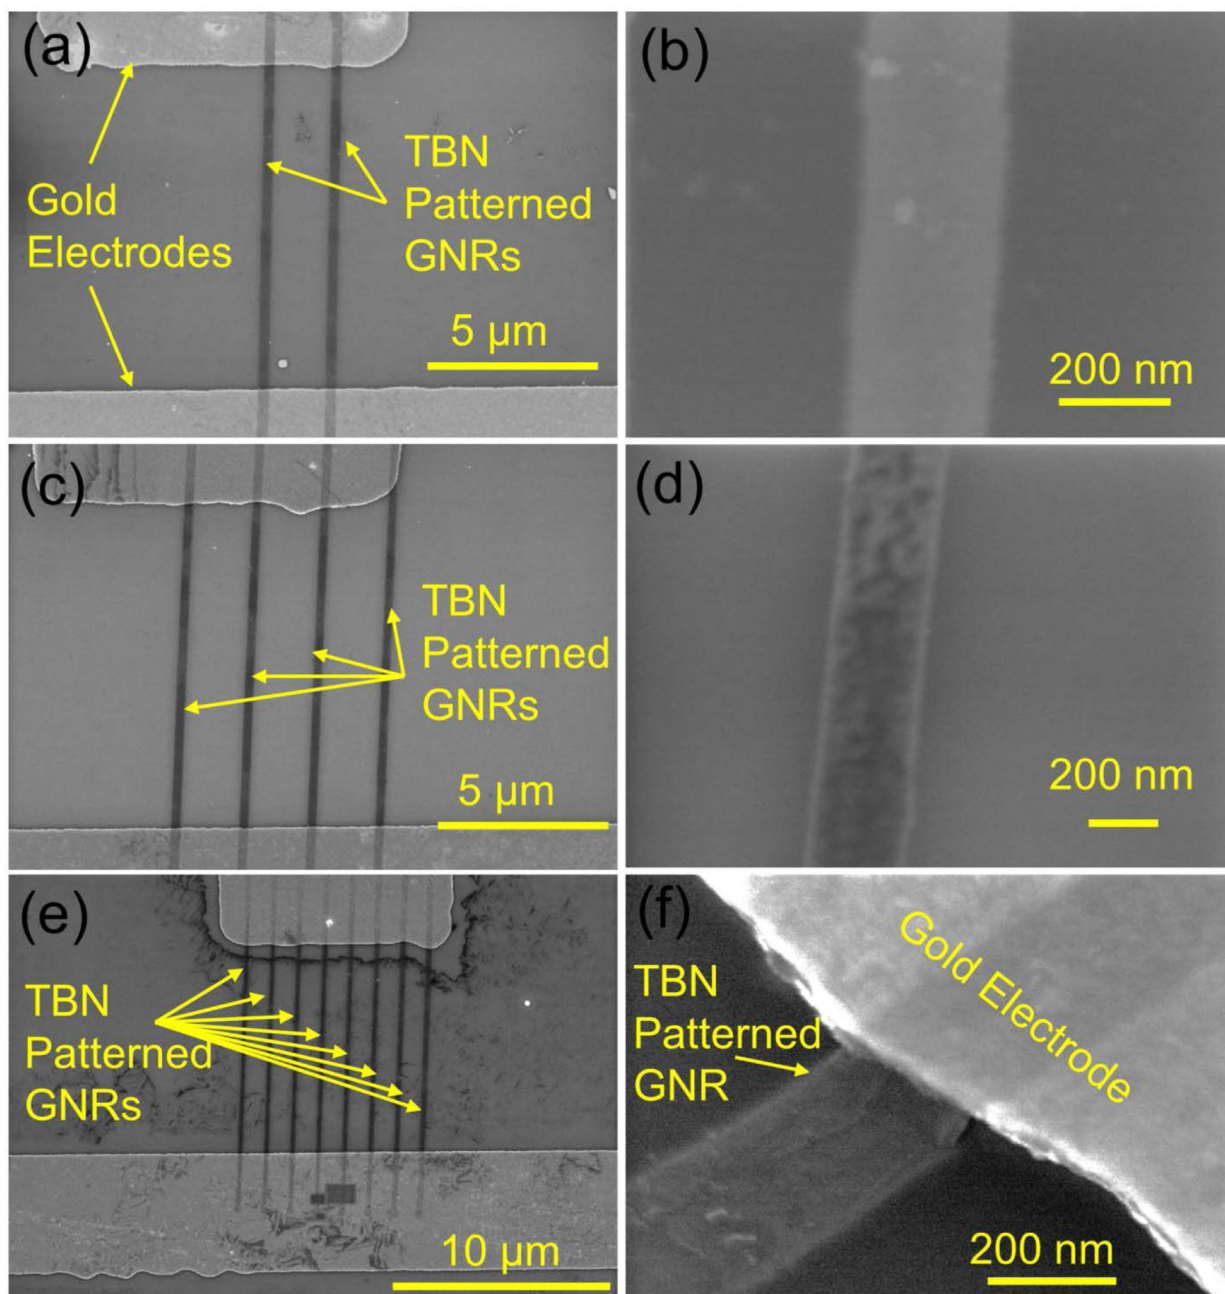 (a)
Gold
Electrodes
TBN
Patterned
GNRs
5 µm
(b)
200 nm
(c)
TBN
Patterned
GNRs
5 µm
(d)
200 nm
(e)
TBN
Patterned
GNRs
10 µm
(f)
TBN
Patterned
GNR
Gold Electrode
200 nm